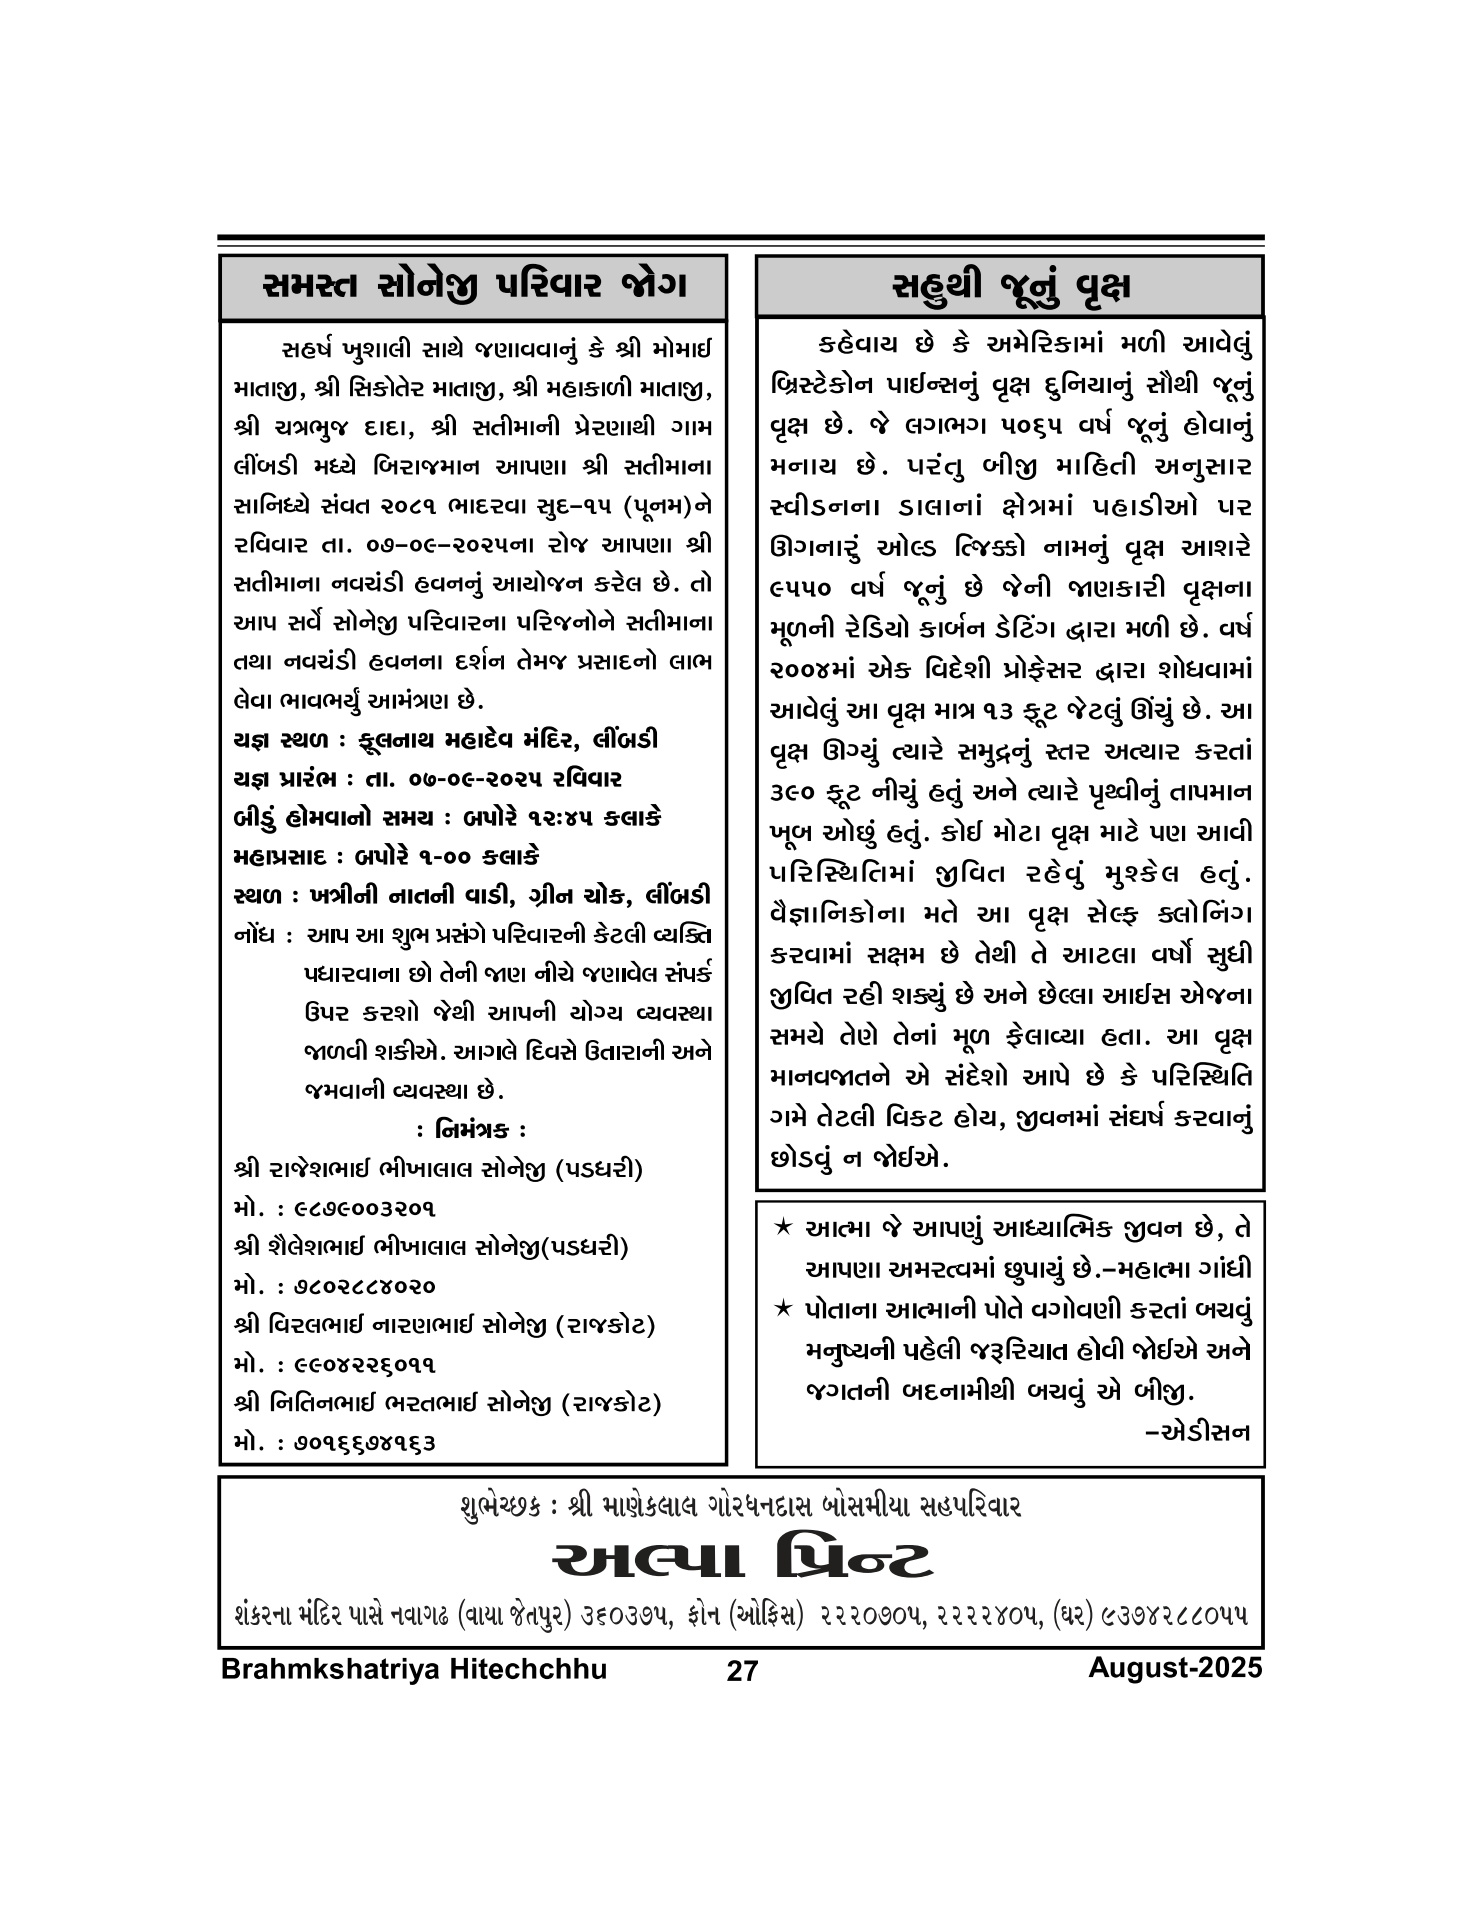 સમસ્ત સોનેજી પરિવાર જોગ
સહર્ષ ખુશાલી સાથે જણાવવાનું કે શ્રી મોમાઈ
માતાજી, શ્રી સિકોતેર માતાજી, શ્રી મહાકાળી માતાજી,
શ્રી ચત્રભુજ દાદા, શ્રી સતીમાની પ્રેરણાથી ગામ
લીંબડી મધ્યે બિરાજમાન આપણા શ્રી સતીમાના
સાનિધ્યે સંવત ૨૦૮૧ ભાદરવા સુદ–૧૫ (પૂનમ)ને
રવિવાર તા. ૦૭–૦૯–૨૦૨૫ના રોજ આપણા શ્રી
સતીમાના નવચંડી હવનનું આયોજન કરેલ છે. તો
આપ સર્વે સોનેજી પરિવારના પરિજનોને સતીમાના
તથા નવચંડી હવનના દર્શન તેમજ પ્રસાદનો લાભ
લેવા ભાવભર્યું આમંત્રણ છે.
યજ્ઞ સ્થળ : ફૂલનાથ મહાદેવ મંદિર, લીંબડી
યજ્ઞ પ્રારંભ : તા. ૦૭-૦૯-૨૦૨૫ રવિવાર
બીડું હોમવાનો સમય : બપોરે ૧૨:૪૫ કલાકે
મહાપ્રસાદ : બપોરે ૧-૦૦ કલાકે
સ્થળ : ખત્રીની નાતની વાડી, ગ્રીન ચોક, લીંબડી
નોંધ : આપ આ શુભ પ્રસંગે પરિવારની કેટલી વ્યક્તિ
પધારવાના છો તેની જાણ નીચે જણાવેલ સંપર્ક
ઉપર કરશો જેથી આપની યોગ્ય વ્યવસ્થા
જાળવી શકીએ. આગલે દિવસે ઉતારાની અને
જમવાની વ્યવસ્થા છે.
: નિમંત્રક :
શ્રી રાજેશભાઈ ભીખાલાલ સોનેજી (પડધરી)
મો. : ૯૮૭૯૦૦૩૨૦૧
શ્રી શૈલેશભાઈ ભીખાલાલ સોનેજી(પડધરી)
મો. : ૭૮૦૨૮૮૪૦૨૦
શ્રી વિરલભાઈ નારણભાઈ સોનેજી (રાજકોટ)
મો. : ૯૯૦૪૨૨૬૦૧૧
શ્રી નિતિનભાઈ ભરતભાઈ સોનેજી (રાજકોટ)
મો. : ૭૦૧૬૬૭૪૧૬૩
સહુથી જૂનું વૃક્ષ
કહેવાય છે કે અમેરિકામાં મળી આવેલું
બ્રિસ્ટેકોન પાઈન્સનું વૃક્ષ દુનિયાનું સૌથી જૂનું
વૃક્ષ છે. જે લગભગ ૫૦૬૫ વર્ષ જૂનું હોવાનું
મનાય છે. પરંતુ બીજી માહિતી અનુસાર
સ્વીડનના ડાલાનાં ક્ષેત્રમાં પહાડીઓ પર
ઊગનારું ઓલ્ડ ત્જિક્કો નામનું વૃક્ષ આશરે
૯૫૫૦ વર્ષ જૂનું છે જેની જાણકારી વૃક્ષના
મૂળની રેડિયો કાર્બન ડેટિંગ દ્વારા મળી છે. વર્ષ
૨૦૦૪માં એક વિદેશી પ્રોફેસર દ્વારા શોધવામાં
આવેલું આ વૃક્ષ માત્ર ૧૩ ફૂટ જેટલું ઊંચું છે. આ
વૃક્ષ ઊગ્યું ત્યારે સમુદ્રનું સ્તર અત્યાર કરતાં
૩૯૦ ફૂટ નીચું હતું અને ત્યારે પૃથ્વીનું તાપમાન
ખૂબ ઓછું હતું. કોઈ મોટા વૃક્ષ માટે પણ આવી
પરિસ્થિતિમાં જીવિત રહેવું મુશ્કેલ હતું.
વૈજ્ઞાનિકોના મતે આ વૃક્ષ સેલ્ફ ક્લોનિંગ
કરવામાં સક્ષમ છે તેથી તે આટલા વર્ષો સુધી
જીવિત રહી શક્યું છે અને છેલ્લા આઈસ એજના
સમયે તેણે તેનાં મૂળ ફેલાવ્યા હતા. આ વૃક્ષ
માનવજાતને એ સંદેશો આપે છે કે પરિસ્થિતિ
ગમે તેટલી વિકટ હોય, જીવનમાં સંઘર્ષ કરવાનું
છોડવું ન જોઈએ.
★ આત્મા જે આપણું આધ્યાત્મિક જીવન છે, તે
આપણા અમરત્વમાં છુપાયું છે.–મહાત્મા ગાંધી
★ પોતાના આત્માની પોતે વગોવણી કરતાં બચવું
મનુષ્યની પહેલી જરૂરિયાત હોવી જોઈએ અને
જગતની બદનામીથી બચવું એ બીજી.
–એડીસન
શુભેચ્છક : શ્રી માણેકલાલ ગોરધનદાસ બોસમીયા સહપરિવાર
અલ્પા પ્રિન્ટ
શંકરના મંદિર પાસે નવાગઢ (વાયા જેતપુર) ૩૬૦૩૭૫, ફોન (ઓફિસ) ૨૨૨૦૭૦૫, ૨૨૨૨૪૦૫, (ઘર) ૯૩૭૪૨૮૮૦૫૫
Brahmkshatriya Hitechchhu 27 August-2025